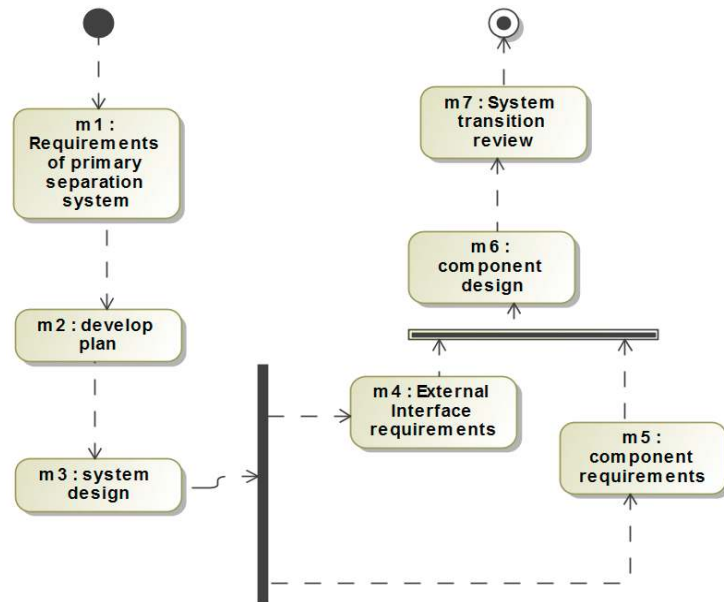 m1 :
Requirements
of primary
separation
system
m2 : develop
plan
m3 : system
design
m4 : External
Interface
requirements
m5 :
component
requirements
m6 :
component
design
m7 : System
transition
review